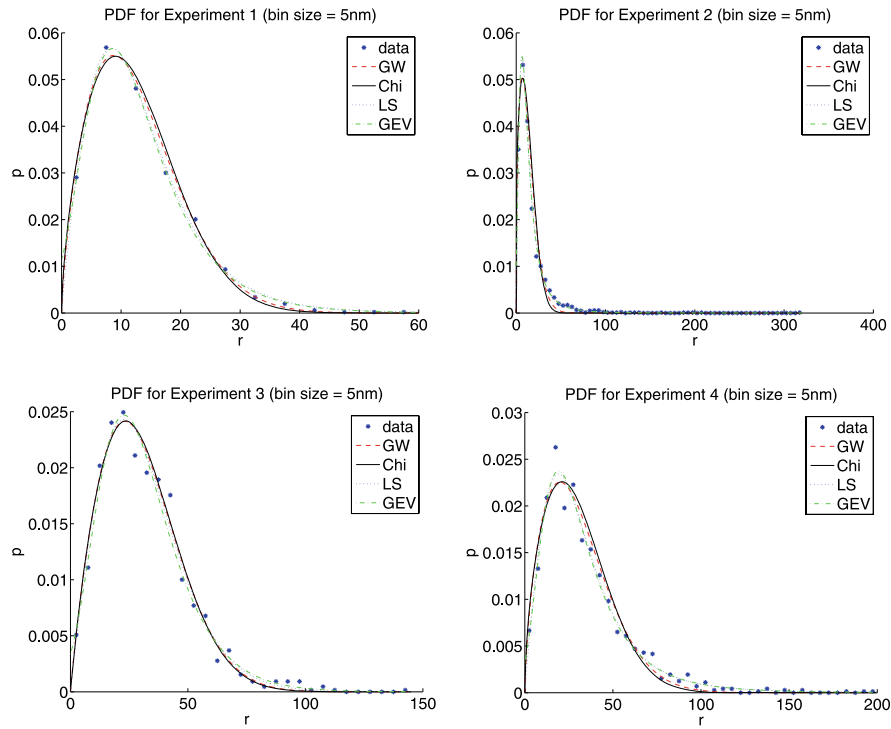 PDF for Experiment 1 (bin size = 5nm)
0.06
0.05
0.04
0.03
0.02
0.01
0
p
0
10
20
30
40
50
60
r
data
GW
Chi
LS
GEV
PDF for Experiment 2 (bin size = 5nm)
0.06
0.05
0.04
0.03
0.02
0.01
0
p
0
100
200
300
400
r
data
GW
Chi
LS
GEV
PDF for Experiment 3 (bin size = 5nm)
0.025
0.02
0.015
0.01
0.005
0
p
0
50
100
150
r
data
GW
Chi
LS
GEV
PDF for Experiment 4 (bin size = 5nm)
0.03
0.025
0.02
0.015
0.01
0.005
0
p
0
50
100
150
200
r
data
GW
Chi
LS
GEV